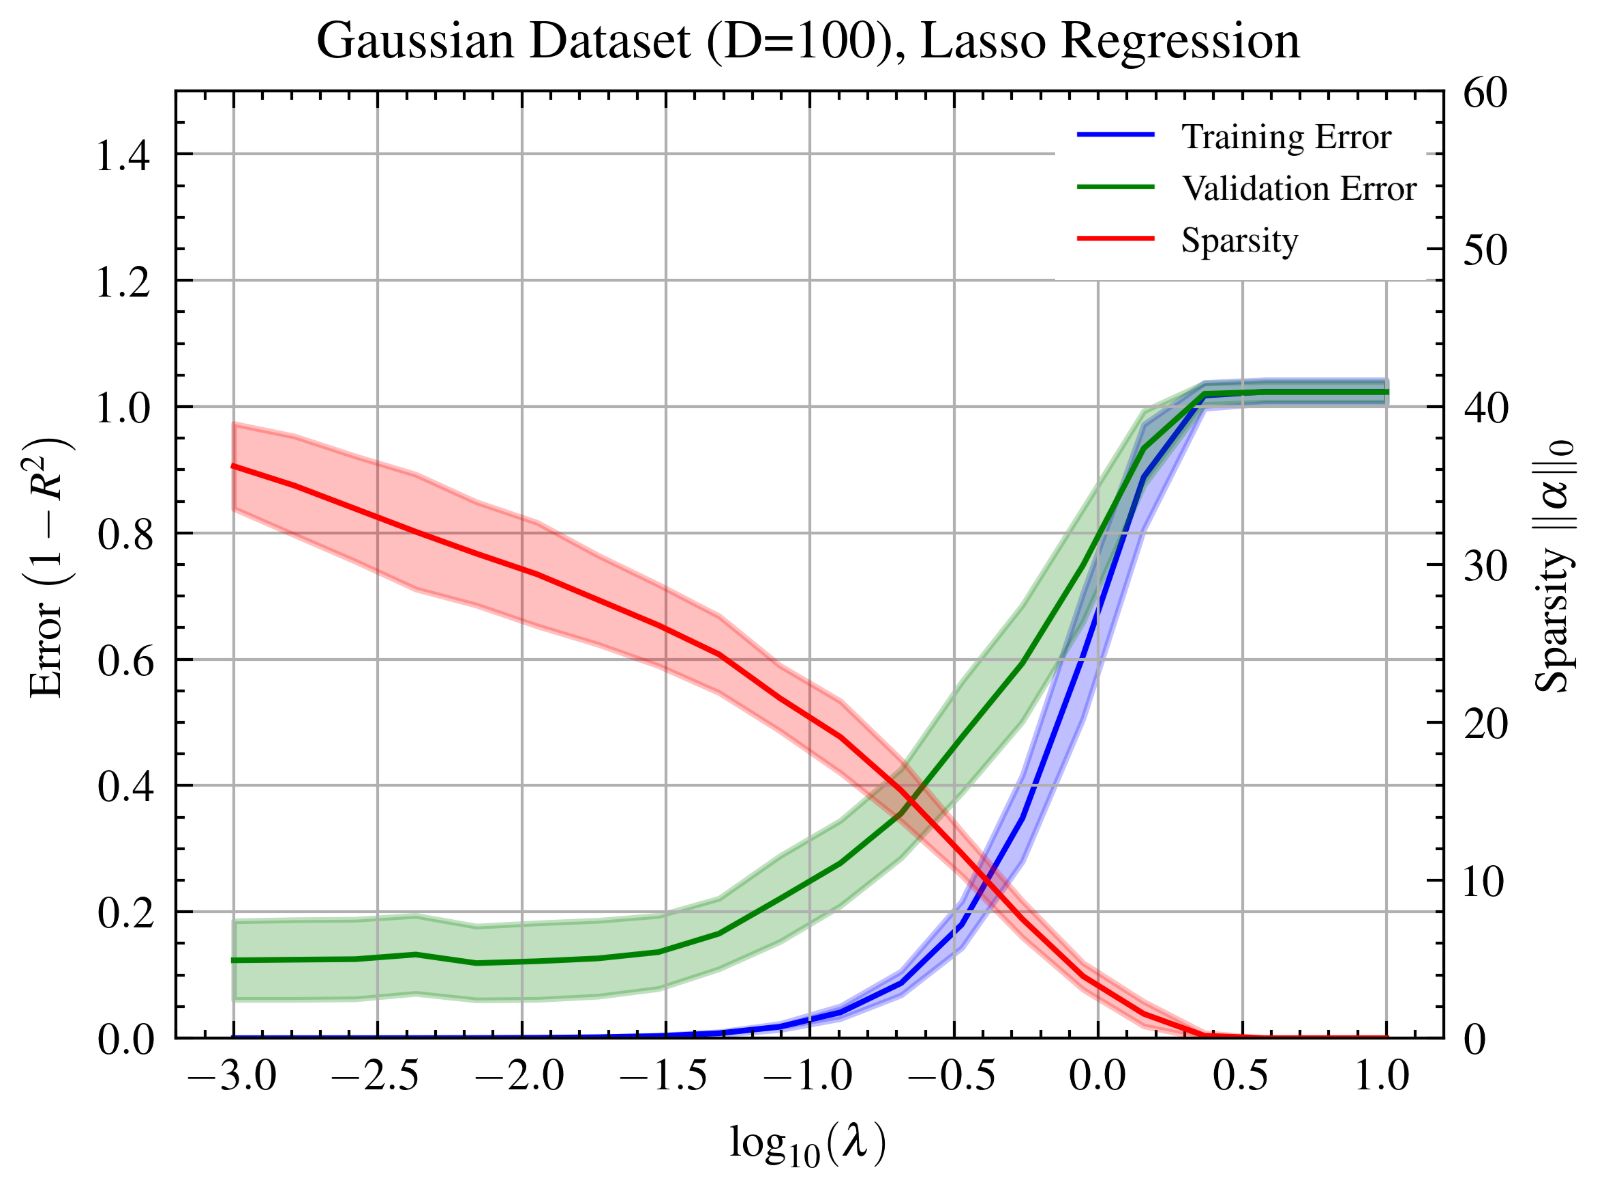 Gaussian Dataset (D=100), Lasso Regression
Training Error
Validation Error
Sparsity
Error (1 − R²)
1.4
1.2
1.0
0.8
0.6
0.4
0.2
0.0
60
50
40
30
20
10
0
Sparsity ||α||₀
−3.0 −2.5 −2.0 −1.5 −1.0 −0.5 0.0 0.5 1.0
log₁₀(λ)